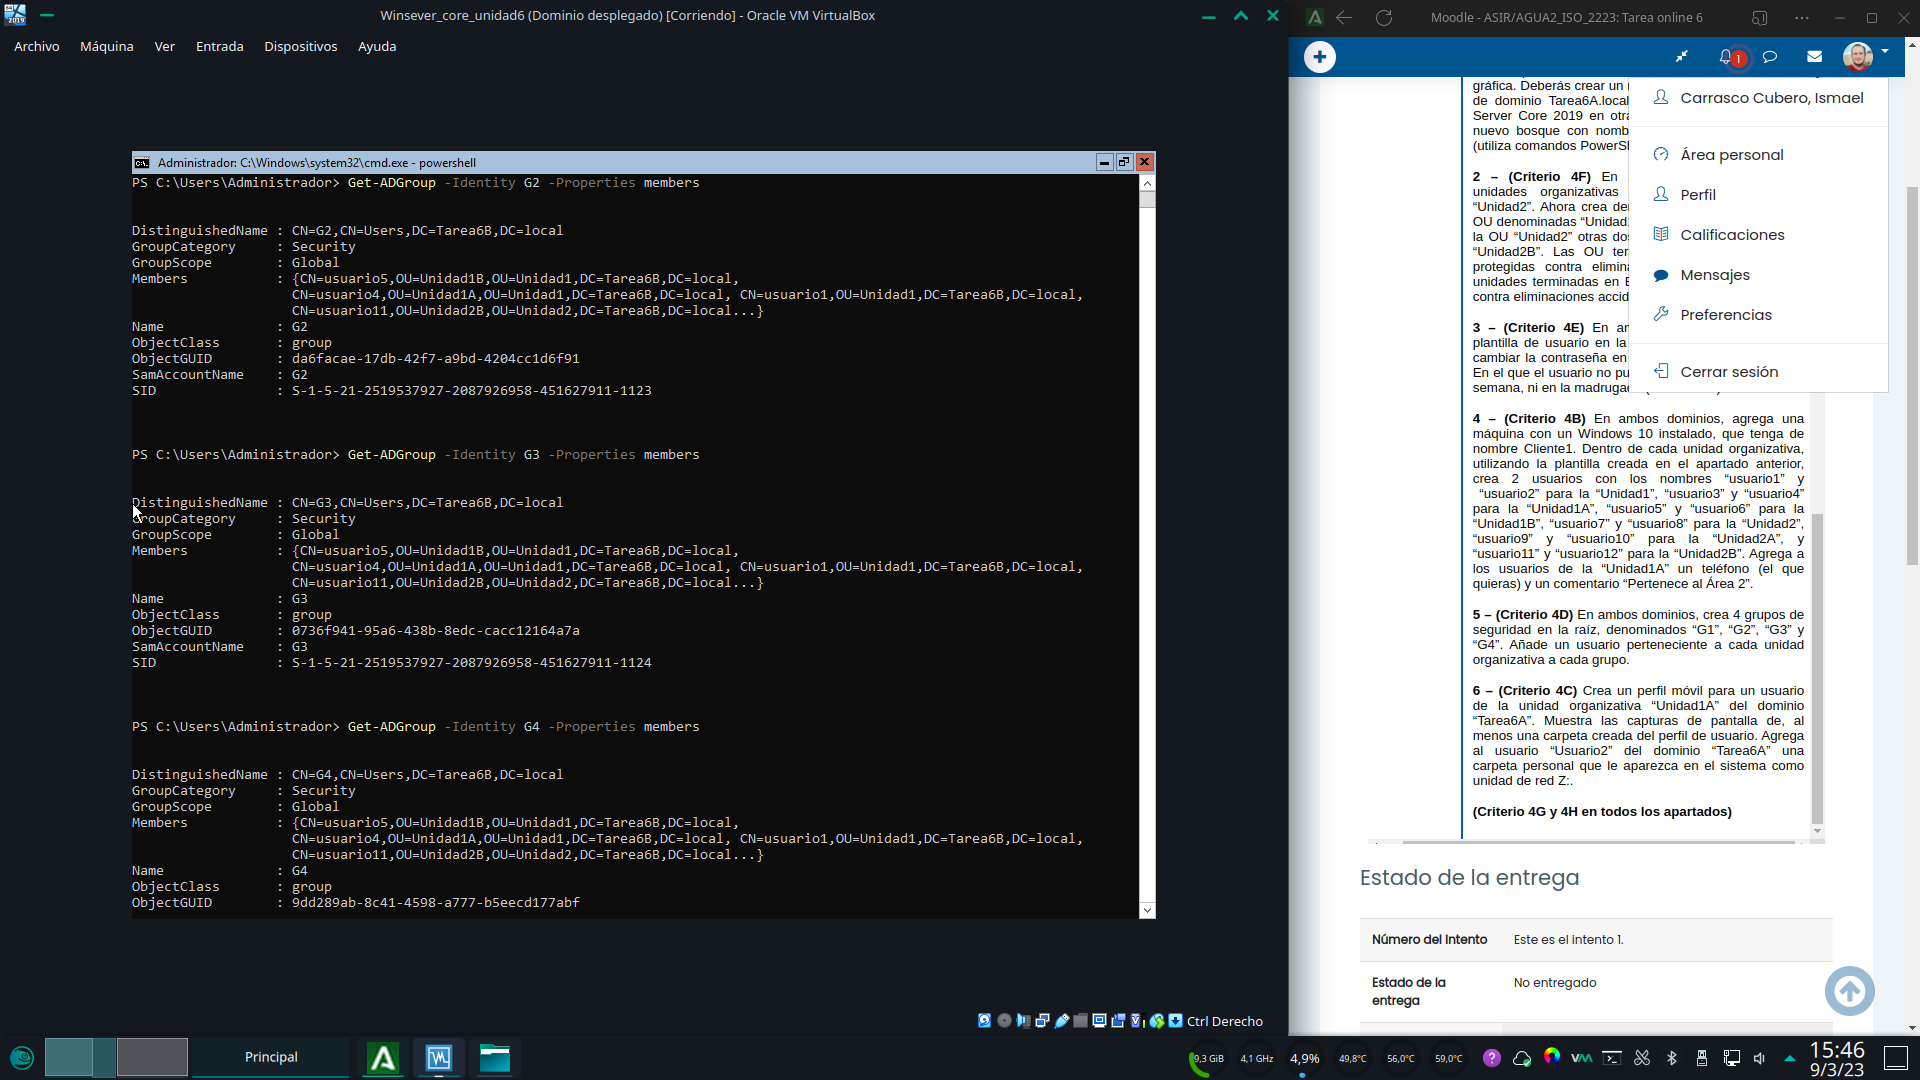 Winsever_core_unidad6 (Dominio desplegado) [Corriendo] - Oracle VM VirtualBox
Archivo Máquina Ver Entrada Dispositivos Ayuda
Administrador: C:\Windows\system32\cmd.exe - powershell
PS C:\Users\Administrador> Get-ADGroup -Identity G2 -Properties members
DistinguishedName : CN=G2,CN=Users,DC=Tarea6B,DC=local
GroupCategory : Security
GroupScope : Global
Members : {CN=usuario5,OU=Unidad1B,OU=Unidad1,DC=Tarea6B,DC=local,
CN=usuario4,OU=Unidad1A,OU=Unidad1,DC=Tarea6B,DC=local, CN=usuario1,OU=Unidad1,DC=Tarea6B,DC=local,
CN=usuario11,OU=Unidad2B,OU=Unidad2,DC=Tarea6B,DC=local...}
Name : G2
ObjectClass : group
ObjectGUID : da6facae-17db-42f7-a9bd-4204cc1d6f91
SamAccountName : G2
SID : S-1-5-21-2519537927-2087926958-451627911-1123
PS C:\Users\Administrador> Get-ADGroup -Identity G3 -Properties members
DistinguishedName : CN=G3,CN=Users,DC=Tarea6B,DC=local
GroupCategory : Security
GroupScope : Global
Members : {CN=usuario5,OU=Unidad1B,OU=Unidad1,DC=Tarea6B,DC=local,
CN=usuario4,OU=Unidad1A,OU=Unidad1,DC=Tarea6B,DC=local, CN=usuario1,OU=Unidad1,DC=Tarea6B,DC=local,
CN=usuario11,OU=Unidad2B,OU=Unidad2,DC=Tarea6B,DC=local...}
Name : G3
ObjectClass : group
ObjectGUID : 0736f941-95a6-438b-8edc-cacc12164a7a
SamAccountName : G3
SID : S-1-5-21-2519537927-2087926958-451627911-1124
PS C:\Users\Administrador> Get-ADGroup -Identity G4 -Properties members
DistinguishedName : CN=G4,CN=Users,DC=Tarea6B,DC=local
GroupCategory : Security
GroupScope : Global
Members : {CN=usuario5,OU=Unidad1B,OU=Unidad1,DC=Tarea6B,DC=local,
CN=usuario4,OU=Unidad1A,OU=Unidad1,DC=Tarea6B,DC=local, CN=usuario1,OU=Unidad1,DC=Tarea6B,DC=local,
CN=usuario11,OU=Unidad2B,OU=Unidad2,DC=Tarea6B,DC=local...}
Name : G4
ObjectClass : group
ObjectGUID : 9dd289ab-8c41-4598-a777-b5eecd177abf
Ctrl Derecho
Moodle - ASIR/AGUA2_ISO_2223: Tarea online 6
1
Carrasco Cubero, Ismael
Área personal
Perfil
Calificaciones
Mensajes
Preferencias
Cerrar sesión
gráfica. Deberás crear un
de dominio Tarea6A.local
Server Core 2019 en otra
nuevo bosque con nomb
(utiliza comandos PowerS
2 – (Criterio 4F) En
unidades organizativas
“Unidad2”. Ahora crea de
OU denominadas “Unidad
la OU “Unidad2” otras dos
“Unidad2B”. Las OU ter
protegidas contra elimina
unidades terminadas en
contra eliminaciones accid
3 – (Criterio 4E) En am
plantilla de usuario en la
cambiar la contraseña en
En el que el usuario no pu
semana, ni en la madruga
4 – (Criterio 4B) En ambos dominios, agrega una
máquina con un Windows 10 instalado, que tenga de
nombre Cliente1. Dentro de cada unidad organizativa,
utilizando la plantilla creada en el apartado anterior,
crea 2 usuarios con los nombres “usuario1” y
“usuario2” para la “Unidad1”, “usuario3” y “usuario4”
para la “Unidad1A”, “usuario5” y “usuario6” para la
“Unidad1B”, “usuario7” y “usuario8” para la “Unidad2”,
“usuario9” y “usuario10” para la “Unidad2A”, y
“usuario11” y “usuario12” para la “Unidad2B”. Agrega a
los usuarios de la “Unidad1A” un teléfono (el que
quieras) y un comentario “Pertenece al Área 2”.
5 – (Criterio 4D) En ambos dominios, crea 4 grupos de
seguridad en la raíz, denominados “G1”, “G2”, “G3” y
“G4”. Añade un usuario perteneciente a cada unidad
organizativa a cada grupo.
6 – (Criterio 4C) Crea un perfil móvil para un usuario
de la unidad organizativa “Unidad1A” del dominio
“Tarea6A”. Muestra las capturas de pantalla de, al
menos una carpeta creada del perfil de usuario. Agrega
al usuario “Usuario2” del dominio “Tarea6A” una
carpeta personal que le aparezca en el sistema como
unidad de red Z:.
(Criterio 4G y 4H en todos los apartados)
Estado de la entrega
Número del intento Este es el intento 1.
Estado de la entrega No entregado
Principal
9,3 GiB 4,1 GHz 4,9% 49,8°C 56,0°C 59,0°C
15:46
9/3/23